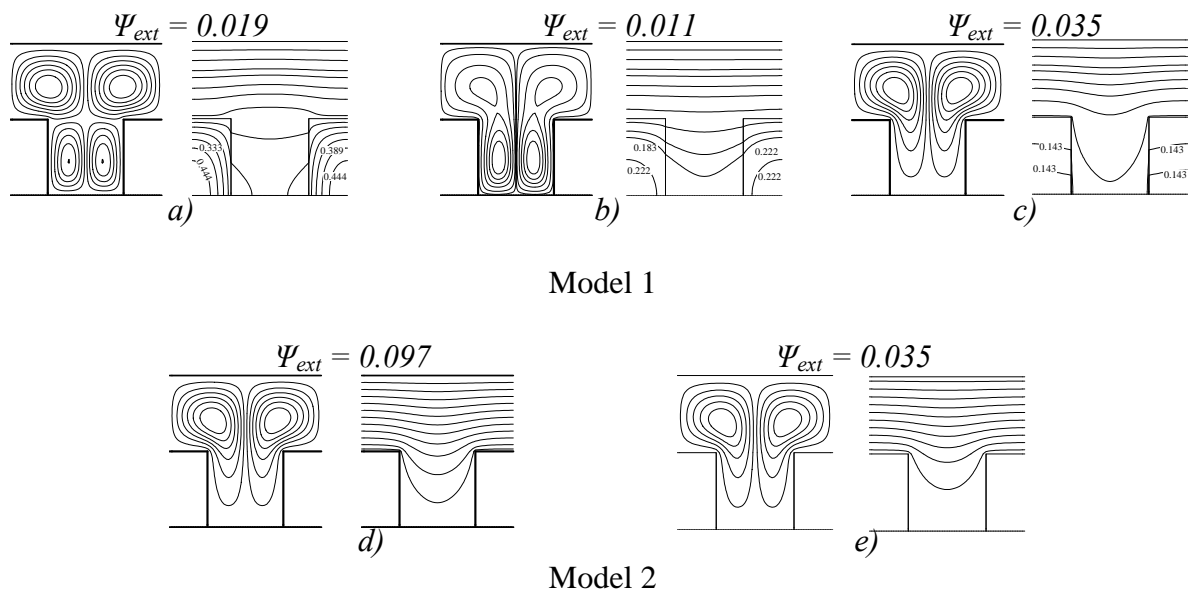 Ψext = 0.019
Ψext = 0.011
Ψext = 0.035
0.333
0.444
0.389
0.444
0.183
0.222
0.222
0.222
0.143
0.143
0.143
0.143
a)
b)
c)
Model 1
Ψext = 0.097
Ψext = 0.035
d)
e)
Model 2